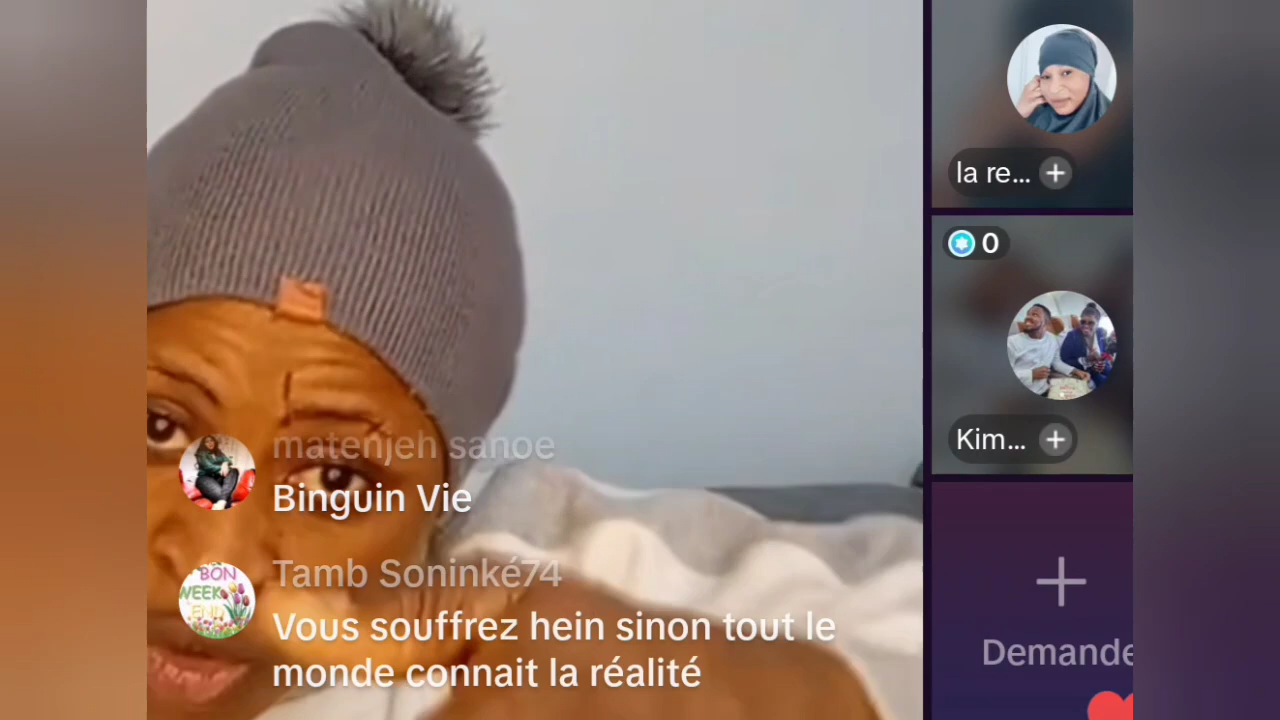 la re...
0
Kim...
Demande
matenjeh sanoe
Binguin Vie
BON
WEEK
END
Tamb Soninké74
Vous souffrez hein sinon tout le
monde connait la réalité